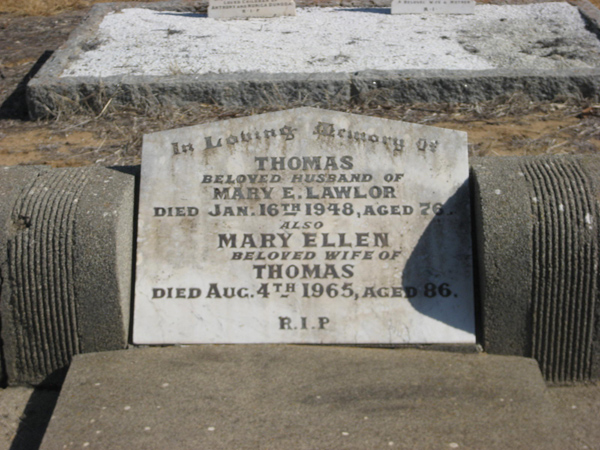 In Loving Memory of
THOMAS
BELOVED HUSBAND OF
MARY E. LAWLOR
DIED JAN. 16TH 1948, AGED 76.
ALSO
MARY ELLEN
BELOVED WIFE OF
THOMAS
DIED AUG. 4TH 1965, AGED 86.
R.I.P